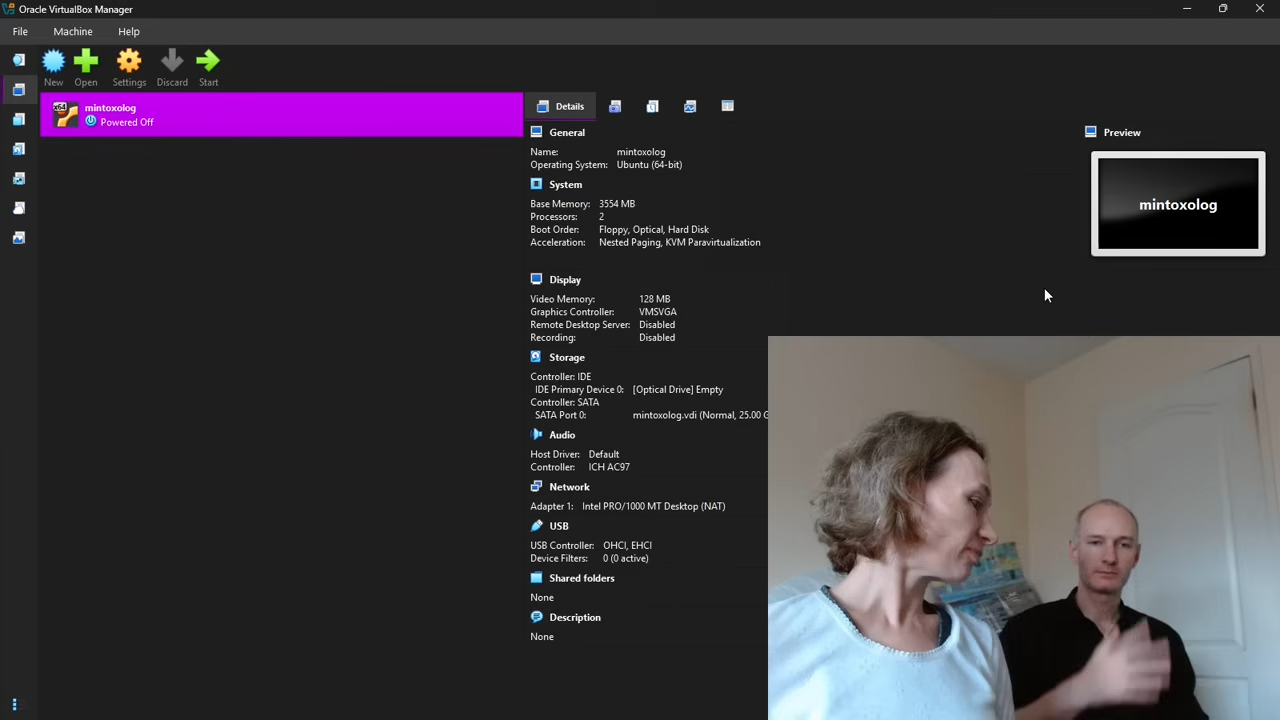 Oracle VirtualBox Manager
File Machine Help
New Open Settings Discard Start
x64
mintoxolog
Powered Off
Details
General
Name: mintoxolog
Operating System: Ubuntu (64-bit)
System
Base Memory: 3554 MB
Processors: 2
Boot Order: Floppy, Optical, Hard Disk
Acceleration: Nested Paging, KVM Paravirtualization
Display
Video Memory: 128 MB
Graphics Controller: VMSVGA
Remote Desktop Server: Disabled
Recording: Disabled
Storage
Controller: IDE
IDE Primary Device 0: [Optical Drive] Empty
Controller: SATA
SATA Port 0: mintoxolog.vdi (Normal, 25.00 G
Audio
Host Driver: Default
Controller: ICH AC97
Network
Adapter 1: Intel PRO/1000 MT Desktop (NAT)
USB
USB Controller: OHCI, EHCI
Device Filters: 0 (0 active)
Shared folders
None
Description
None
Preview
mintoxolog